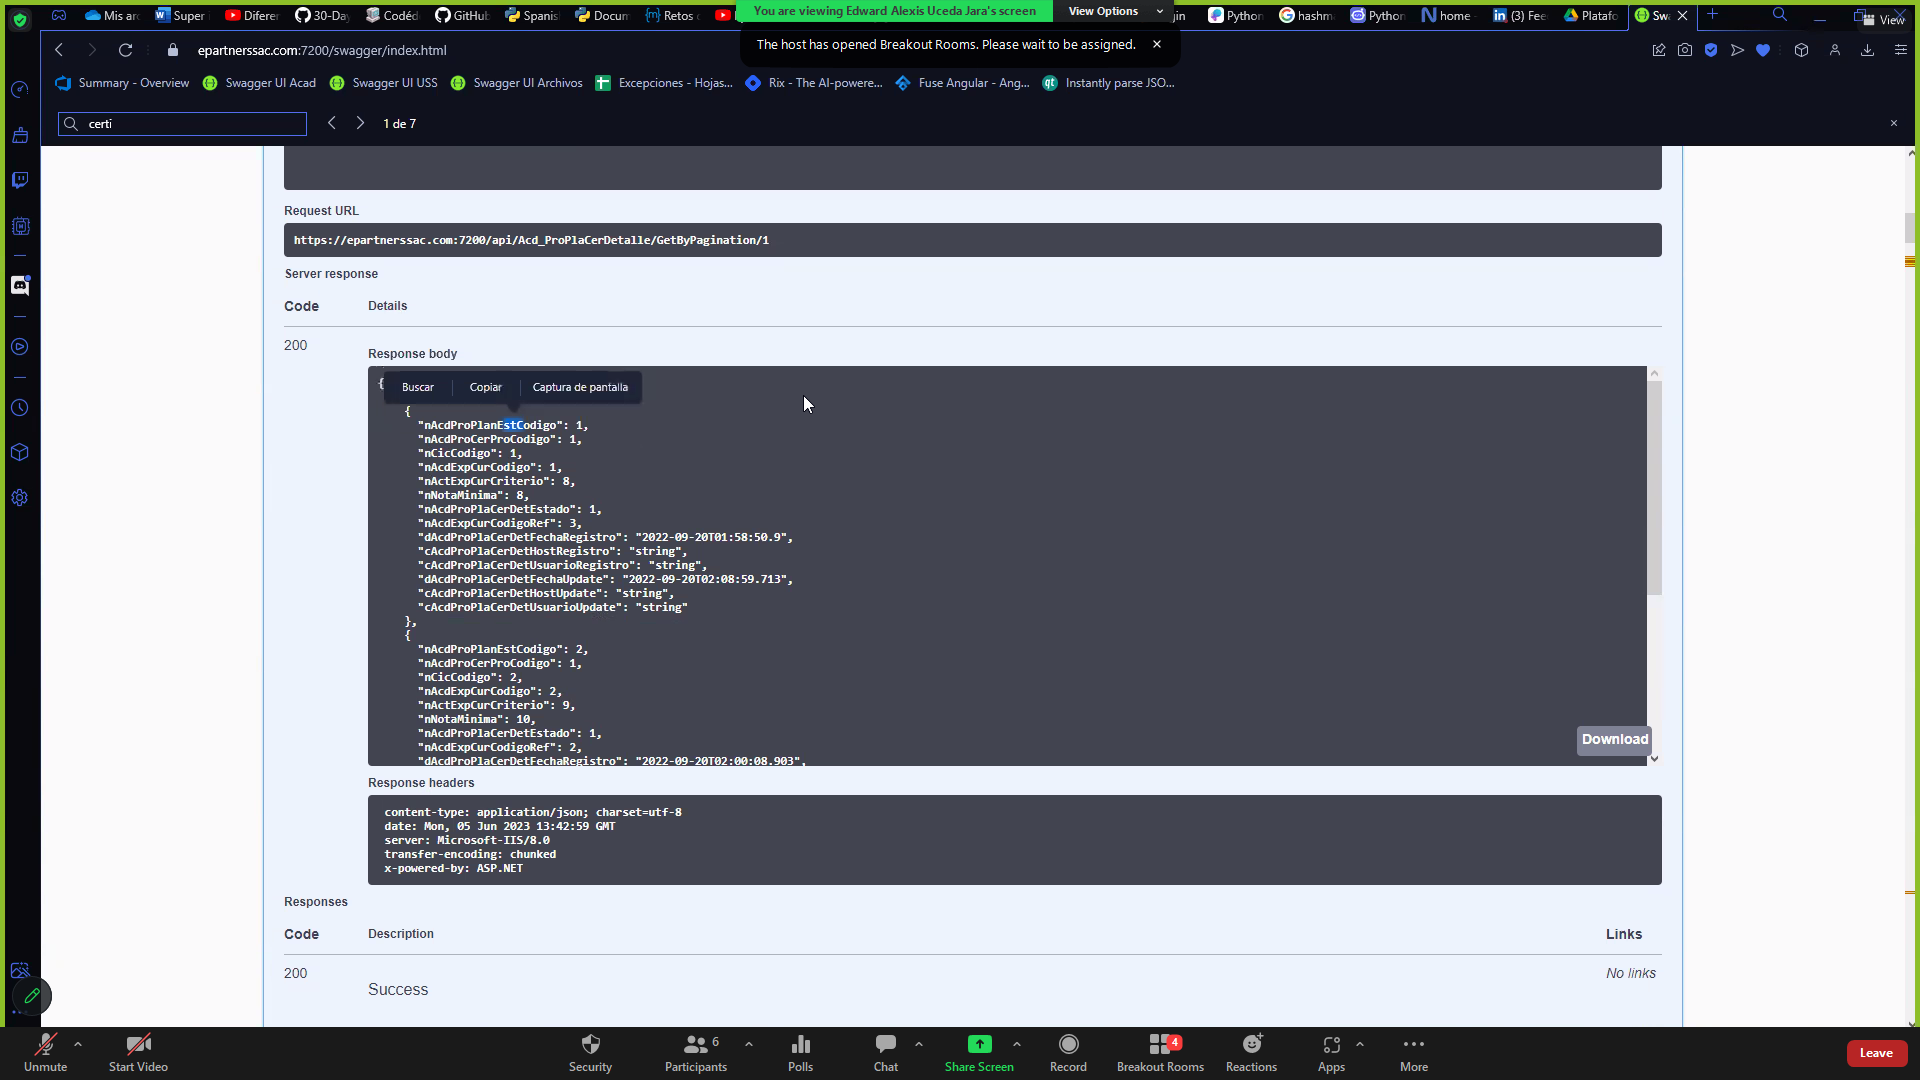 Mis ar
Super
Difere
30-Day
Codéd
GitHu
Spanis
Docum
Retos
You are viewing Edward Alexis Uceda Jara's screen
View Options
in
Python
hashm
Python
home -
(3) Fee
Platafo
Sw
View
epartnerssac.com:7200/swagger/index.html
The host has opened Breakout Rooms. Please wait to be assigned.
Summary - Overview
Swagger UI Acad
Swagger UI USS
Swagger UI Archivos
Excepciones - Hojas...
Rix - The AI-powere...
Fuse Angular - Ang...
Instantly parse JSO...
certi
1 de 7
Request URL
https://epartnerssac.com:7200/api/Acd_ProPlaCerDetalle/GetByPagination/1
Server response
Code Details
200
Response body
{
Buscar Copiar Captura de pantalla
{
"nAcdProPlanEstCodigo": 1,
"nAcdProCerProCodigo": 1,
"nCicCodigo": 1,
"nAcdExpCurCodigo": 1,
"nActExpCurCriterio": 8,
"nNotaMinima": 8,
"nAcdProPlaCerDetEstado": 1,
"nAcdExpCurCodigoRef": 3,
"dAcdProPlaCerDetFechaRegistro": "2022-09-20T01:58:50.9",
"cAcdProPlaCerDetHostRegistro": "string",
"cAcdProPlaCerDetUsuarioRegistro": "string",
"dAcdProPlaCerDetFechaUpdate": "2022-09-20T02:08:59.713",
"cAcdProPlaCerDetHostUpdate": "string",
"cAcdProPlaCerDetUsuarioUpdate": "string"
},
{
"nAcdProPlanEstCodigo": 2,
"nAcdProCerProCodigo": 1,
"nCicCodigo": 2,
"nAcdExpCurCodigo": 2,
"nActExpCurCriterio": 9,
"nNotaMinima": 10,
"nAcdProPlaCerDetEstado": 1,
"nAcdExpCurCodigoRef": 2,
"dAcdProPlaCerDetFechaRegistro": "2022-09-20T02:00:08.903",
Download
Response headers
content-type: application/json; charset=utf-8
date: Mon, 05 Jun 2023 13:42:59 GMT
server: Microsoft-IIS/8.0
transfer-encoding: chunked
x-powered-by: ASP.NET
Responses
Code Description Links
200
Success
No links
Unmute
Start Video
Security
Participants
6
Polls
Chat
Share Screen
Record
Breakout Rooms
4
Reactions
Apps
More
Leave